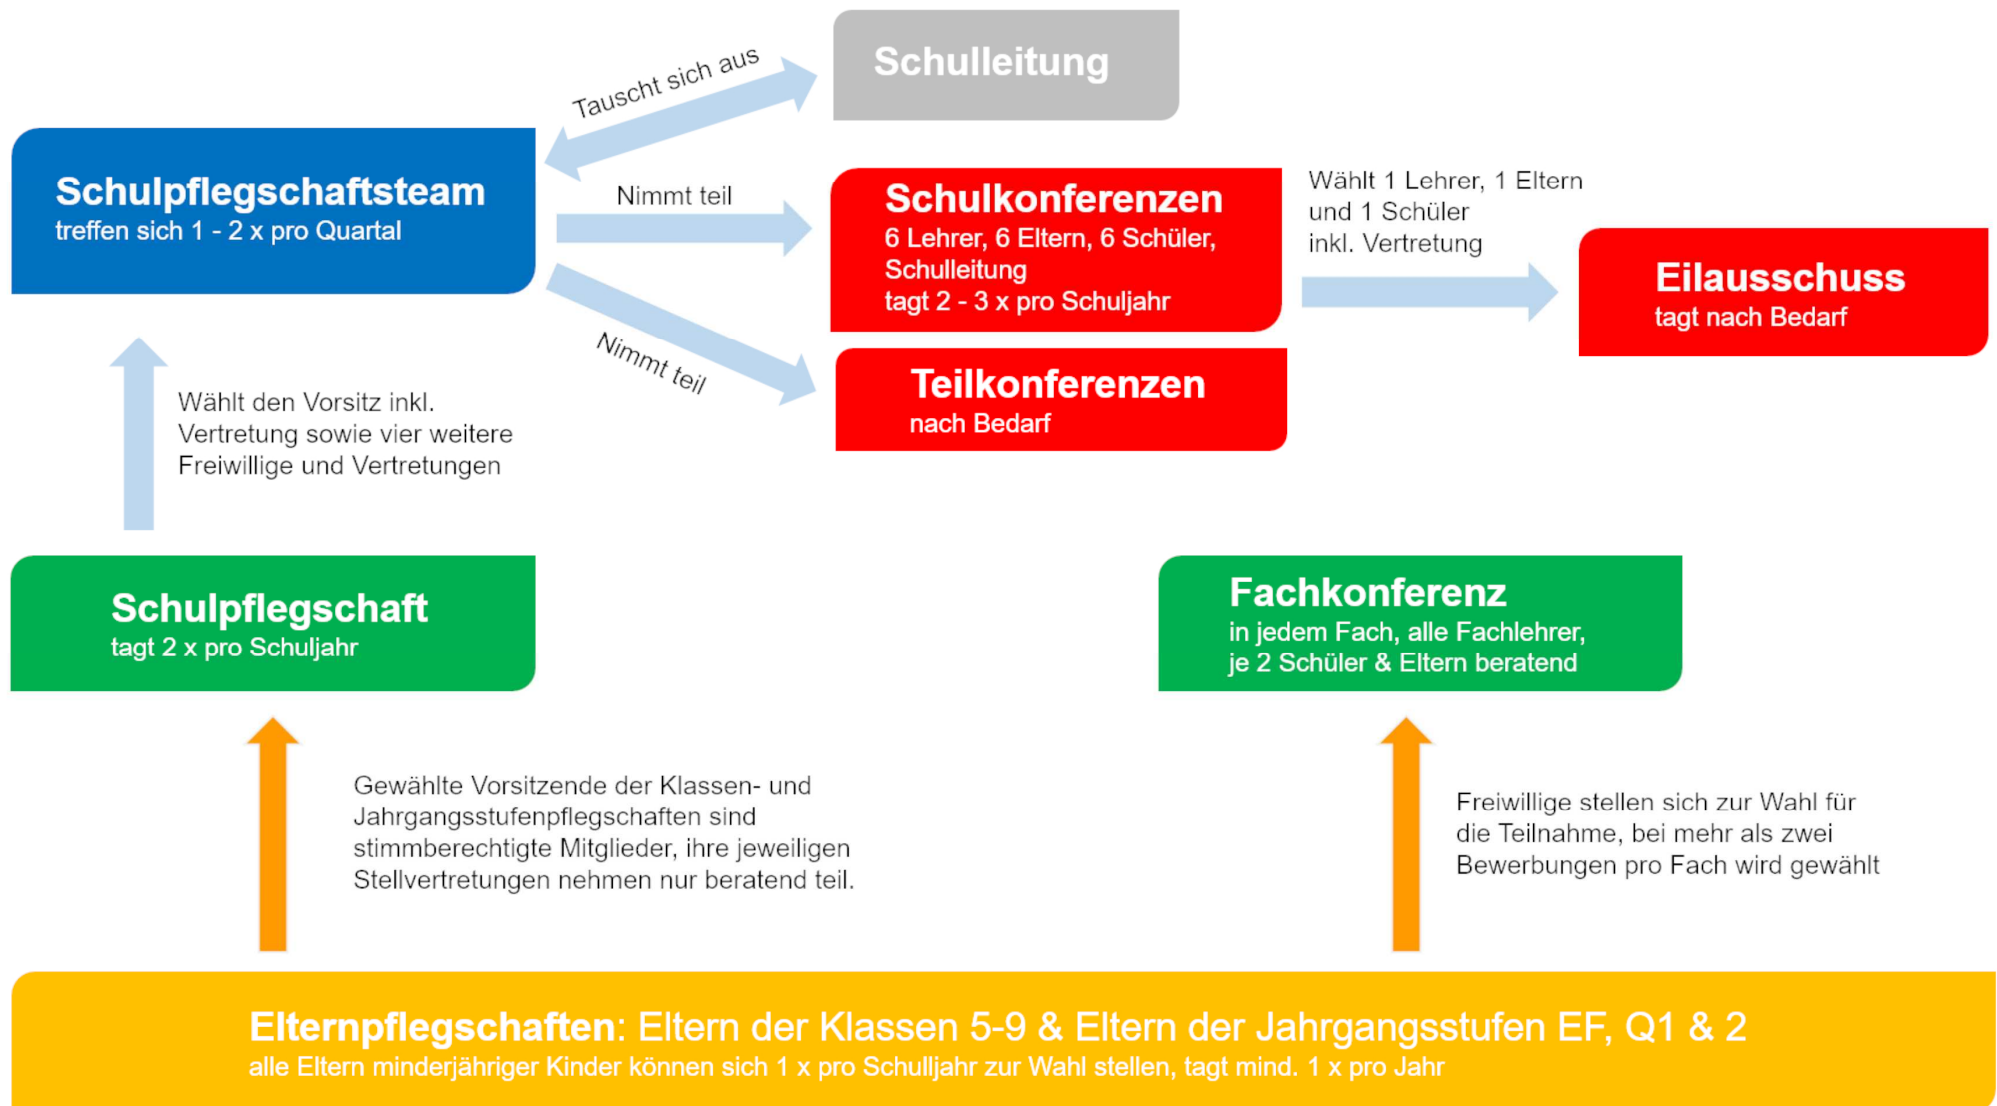 Tauscht sich aus
Schulleitung
Schulpflegschaftsteam
treffen sich 1 - 2 x pro Quartal
Nimmt teil
Schulkonferenzen
6 Lehrer, 6 Eltern, 6 Schüler,
Schulleitung
tagt 2 - 3 x pro Schuljahr
Wählt 1 Lehrer, 1 Eltern
und 1 Schüler
inkl. Vertretung
Eilausschuss
tagt nach Bedarf
Nimmt teil
Teilkonferenzen
nach Bedarf
Wählt den Vorsitz inkl.
Vertretung sowie vier weitere
Freiwillige und Vertretungen
Schulpflegschaft
tagt 2 x pro Schuljahr
Fachkonferenz
in jedem Fach, alle Fachlehrer,
je 2 Schüler & Eltern beratend
Gewählte Vorsitzende der Klassen- und
Jahrgangsstufenpflegschaften sind
stimmberechtigte Mitglieder, ihre jeweiligen
Stellvertretungen nehmen nur beratend teil.
Freiwillige stellen sich zur Wahl für
die Teilnahme, bei mehr als zwei
Bewerbungen pro Fach wird gewählt
Elternpflegschaften: Eltern der Klassen 5-9 & Eltern der Jahrgangsstufen EF, Q1 & 2
alle Eltern minderjähriger Kinder können sich 1 x pro Schulljahr zur Wahl stellen, tagt mind. 1 x pro Jahr